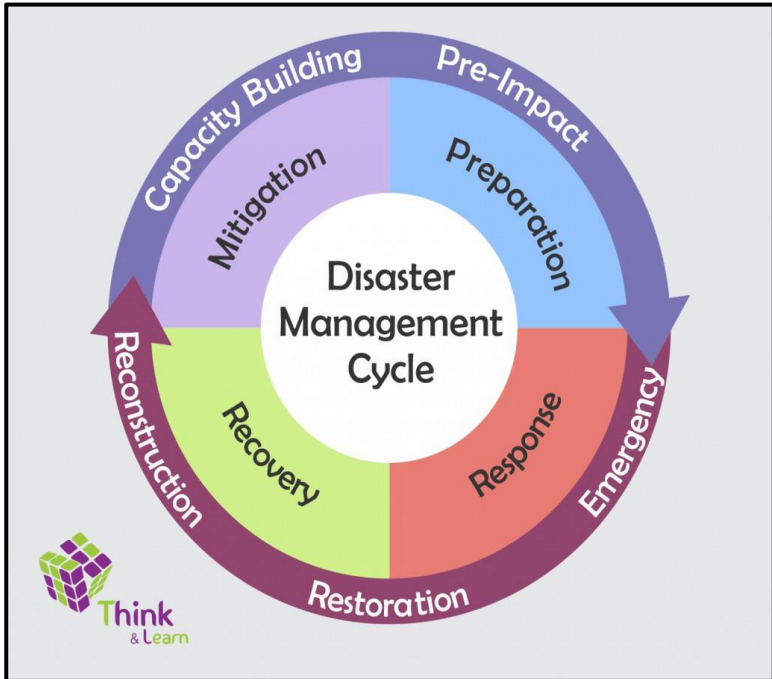 Capacity Building
Pre-Impact
Mitigation
Preparation
Disaster
Management
Cycle
Reconstruction
Recovery
Response
Emergency
Restoration
Think
& Learn